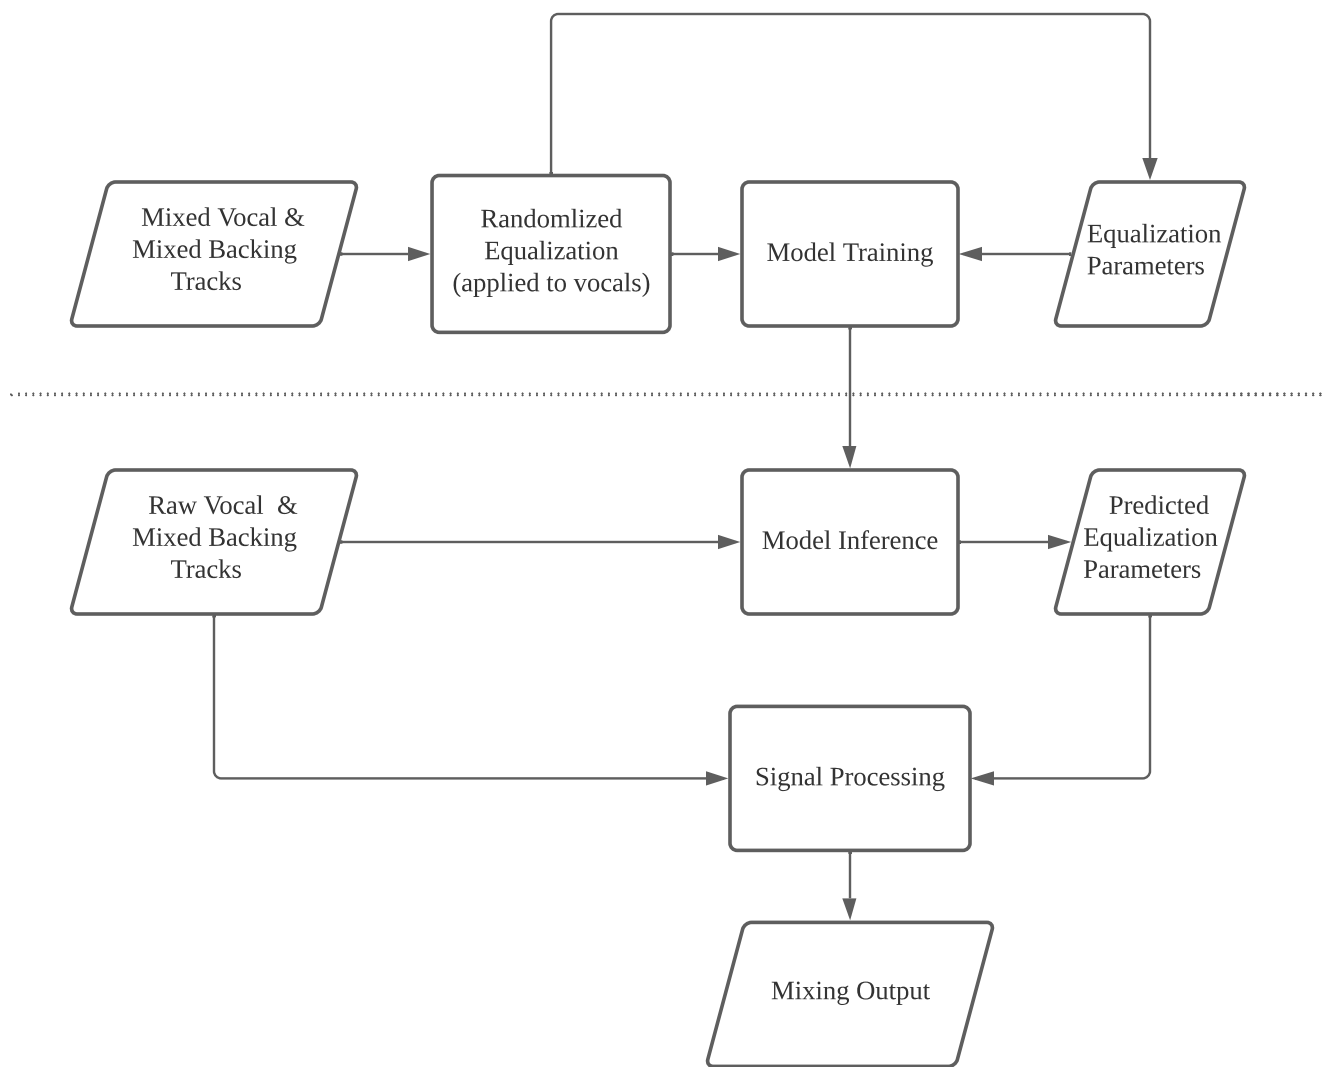 Mixed Vocal &
Mixed Backing
Tracks
Randomlized
Equalization
(applied to vocals)
Model Training
Equalization
Parameters
Raw Vocal  &
Mixed Backing
Tracks
Model Inference
Predicted
Equalization
Parameters
Signal Processing
Mixing Output